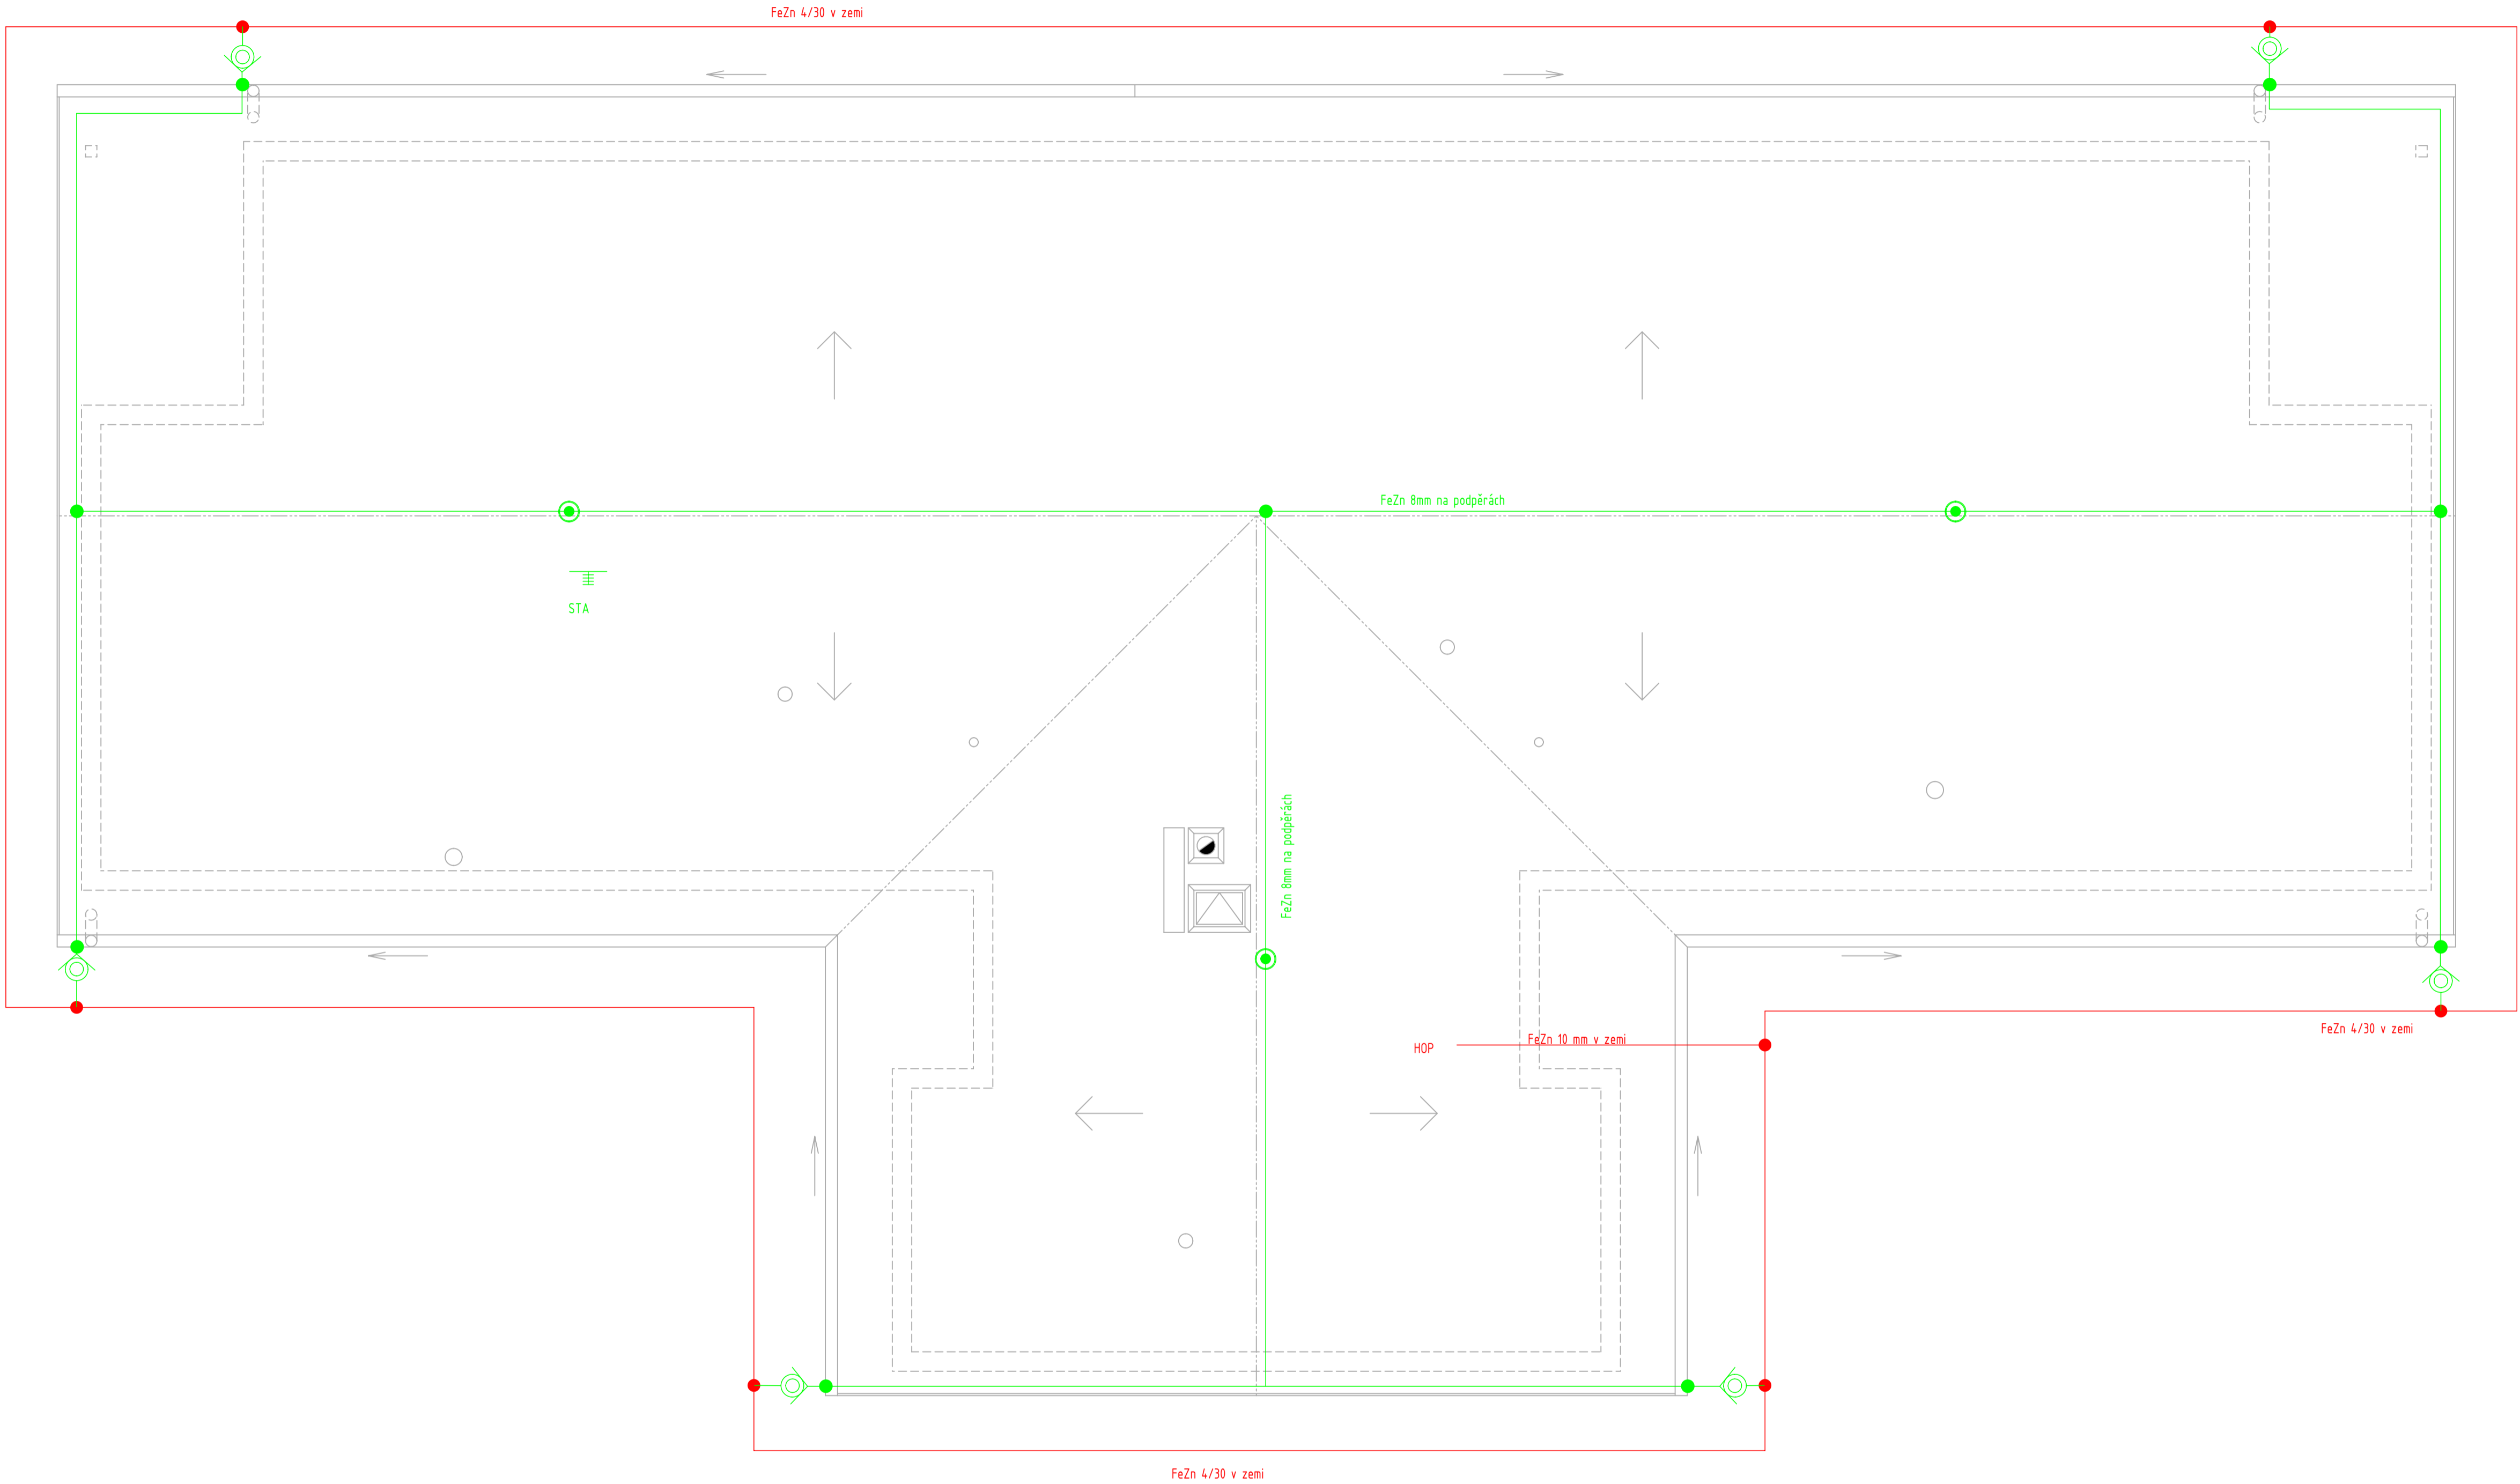 FeZn 4/30 v zemi
FeZn 8mm na podpěrách
STA
FeZn 8mm na podpěrách
FeZn 4/30 v zemi
FeZn 10 mm v zemi
HOP
FeZn 4/30 v zemi